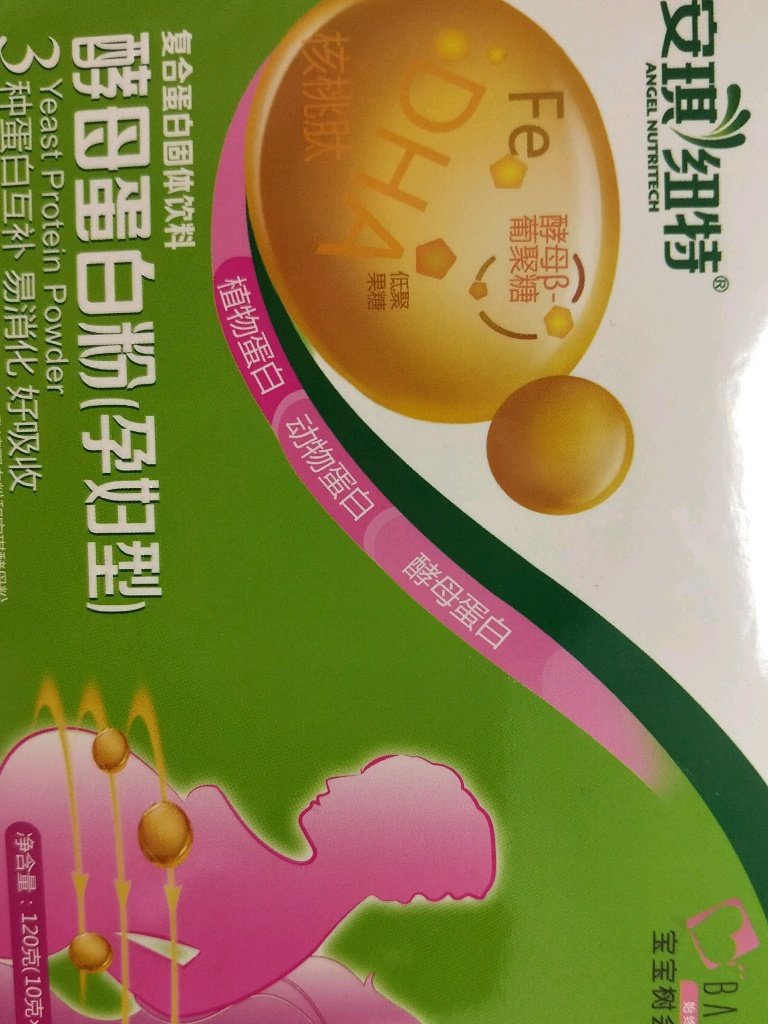 安琪纽特®
ANGEL NUTRITECH
Fe
酵母β-
葡聚糖
DHA
低聚
果糖
核桃肽
植物蛋白
动物蛋白
酵母蛋白
复合蛋白固体饮料
酵母蛋白粉(孕妇型)
Yeast Protein Powder
3种蛋白互补 易消化 好吸收
BA
宝宝树
净含量：120克(10克×